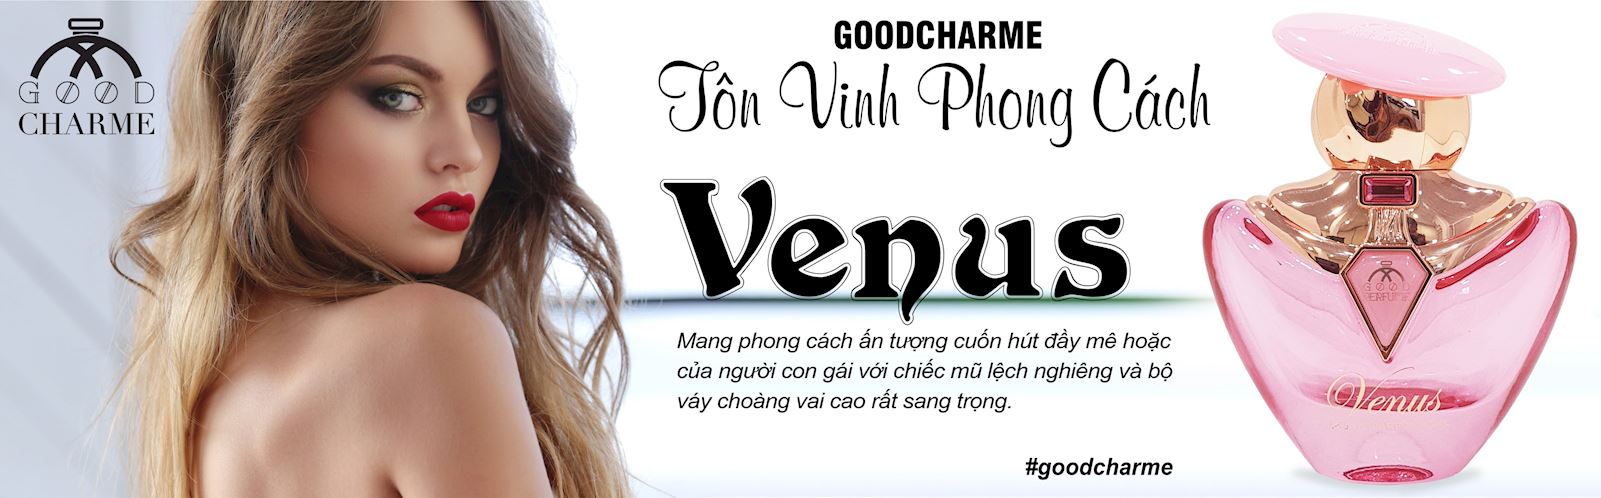 GOOD
CHARME
GOODCHARME
Tôn Vinh Phong Cách
Venus
Mang phong cách ấn tượng cuốn hút đầy mê hoặc
của người con gái với chiếc mũ lệch nghiêng và bộ
váy choàng vai cao rất sang trọng.
#goodcharme
GOOD
PERFUME
Venus